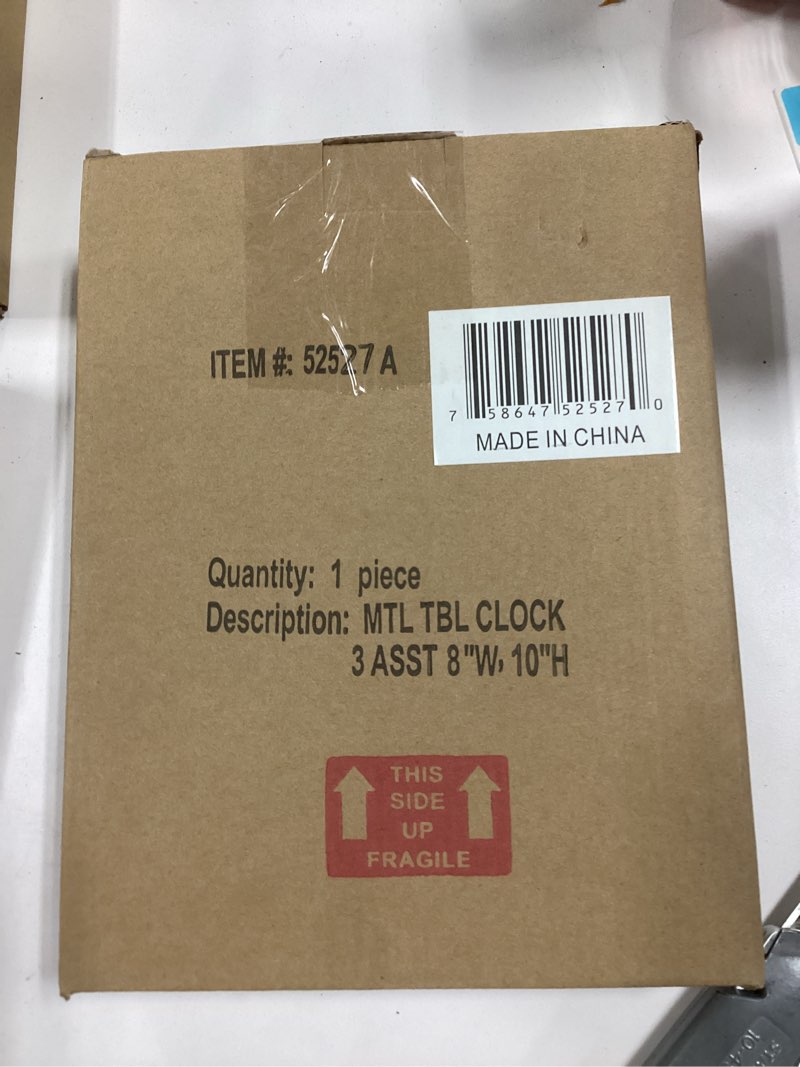 ITEM #: 52527 A
7 58647 52527 0
MADE IN CHINA
Quantity: 1 piece
Description: MTL TBL CLOCK
3 ASST 8"W, 10"H
THIS
SIDE
UP
FRAGILE